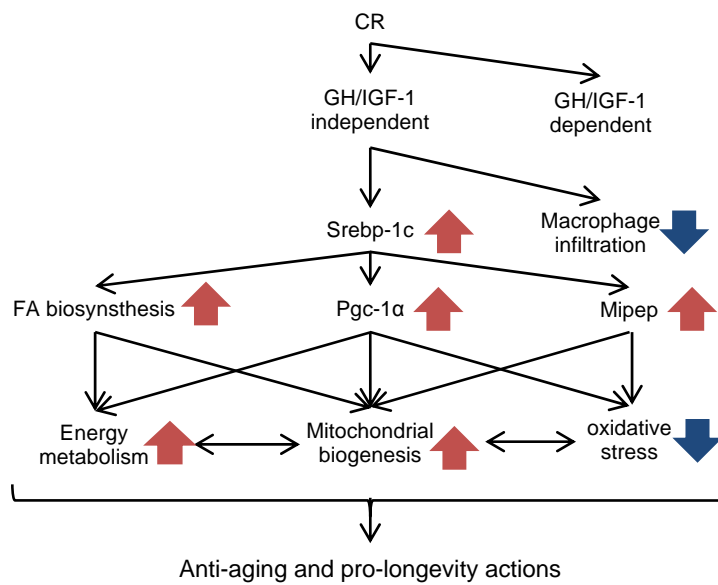 CR
GH/IGF-1
independent
GH/IGF-1
dependent
Srebp-1c
Macrophage
infiltration
FA biosynsthesis
Pgc-1α
Mipep
Energy
metabolism
Mitochondrial
biogenesis
oxidative
stress
Anti-aging and pro-longevity actions